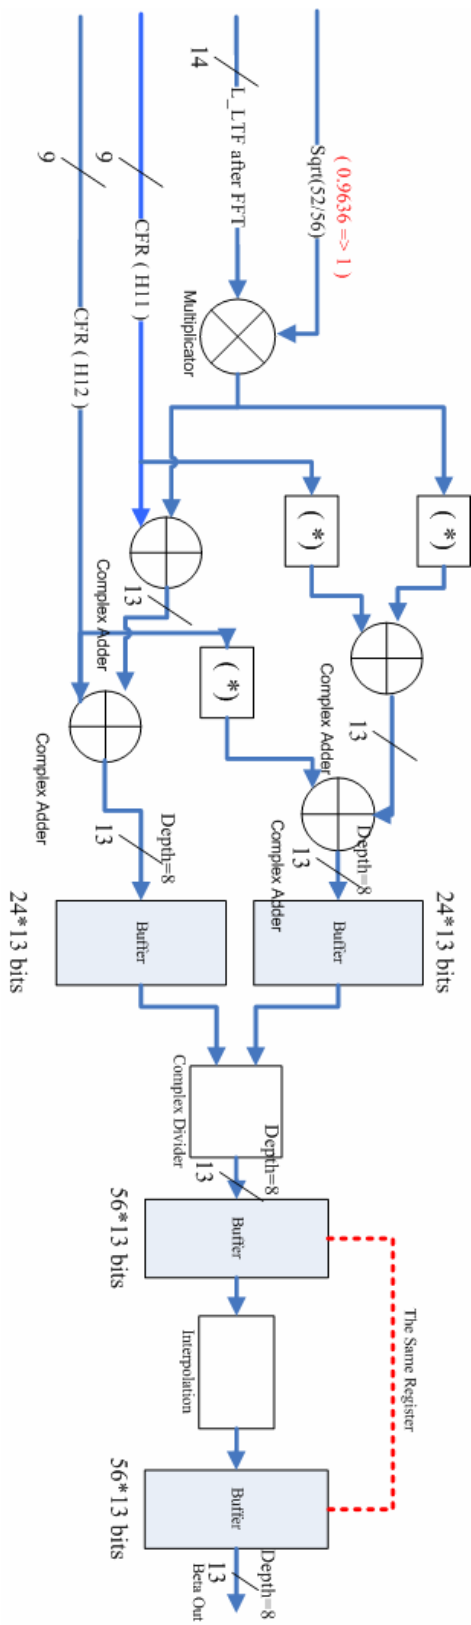 ( 0.9636 => 1 )
Sqrt(52/56)
14
L_LTF after FFT
9
CFR ( H11 )
9
CFR ( H12 )
Multiplicator
( * )
( * )
13
Complex Adder
( * )
Complex Adder
13
Complex Adder
13
Depth=8
Complex Adder
13
Depth=8
13
Buffer
24*13 bits
Buffer
24*13 bits
Complex Divider
Depth=8
13
Buffer
56*13 bits
The Same Register
Interpolation
Buffer
56*13 bits
Depth=8
13
Beta Out